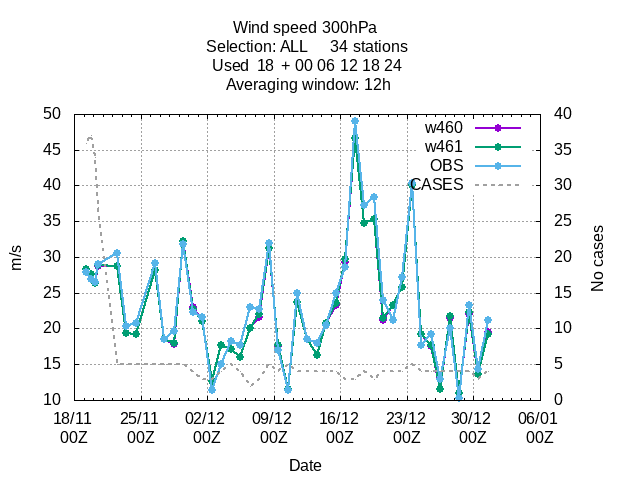 Wind speed 300hPa
Selection: ALL     34 stations
Used  18  + 00 06 12 18 24
Averaging window: 12h
50
45
40
35
30
25
20
15
10
m/s
w460
w461
OBS
CASES
40
35
30
25
20
15
10
5
0
No cases
18/11 25/11 02/12 09/12 16/12 23/12 30/12 06/01
00Z 00Z 00Z 00Z 00Z 00Z 00Z 00Z
Date